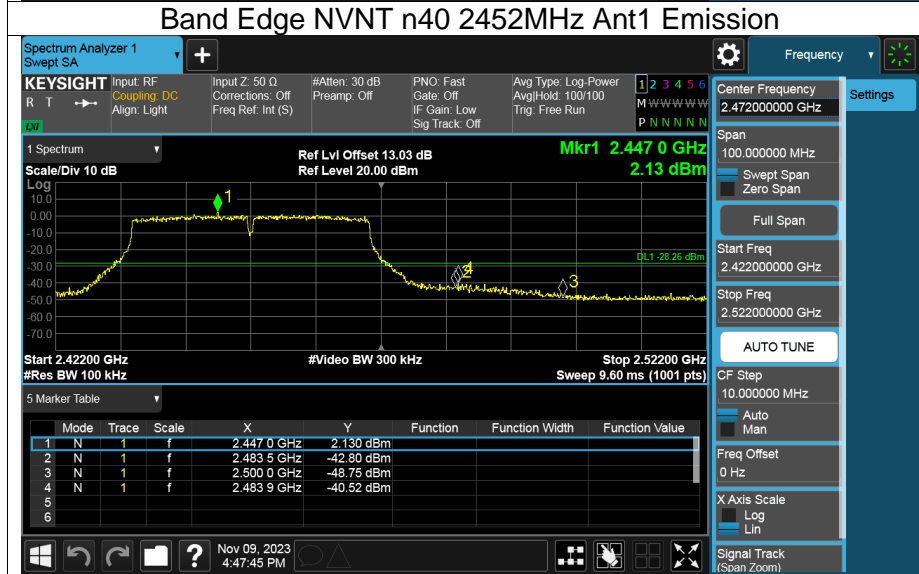 Band Edge NVNT n40 2452MHz Ant1 Emission
Spectrum Analyzer 1
Swept SA
+
Frequency
KEYSIGHT
R T
LXI
Input: RF
Coupling: DC
Align: Light
Input Z: 50 Ω
Corrections: Off
Freq Ref: Int (S)
#Atten: 30 dB
Preamp: Off
PNO: Fast
Gate: Off
IF Gain: Low
Sig Track: Off
Avg Type: Log-Power
Avg|Hold: 100/100
Trig: Free Run
1 2 3 4 5 6
M W W W W W
P N N N N N
1 Spectrum
Scale/Div 10 dB
Ref Lvl Offset 13.03 dB
Ref Level 20.00 dBm
Mkr1 2.447 0 GHz
2.13 dBm
Log
10.0
0.00
-10.0
-20.0
-30.0
-40.0
-50.0
-60.0
-70.0
1
DL1 -28.26 dBm
4
2
3
Start 2.42200 GHz
#Res BW 100 kHz
#Video BW 300 kHz
Stop 2.52200 GHz
Sweep 9.60 ms (1001 pts)
5 Marker Table
Mode Trace Scale X Y Function Function Width Function Value
1 N 1 f 2.447 0 GHz 2.130 dBm
2 N 1 f 2.483 5 GHz -42.80 dBm
3 N 1 f 2.500 0 GHz -48.75 dBm
4 N 1 f 2.483 9 GHz -40.52 dBm
5
6
?
Nov 09, 2023
4:47:45 PM
Center Frequency
2.472000000 GHz
Settings
Span
100.000000 MHz
Swept Span
Zero Span
Full Span
Start Freq
2.422000000 GHz
Stop Freq
2.522000000 GHz
AUTO TUNE
CF Step
10.000000 MHz
Auto
Man
Freq Offset
0 Hz
X Axis Scale
Log
Lin
Signal Track
(Span Zoom)